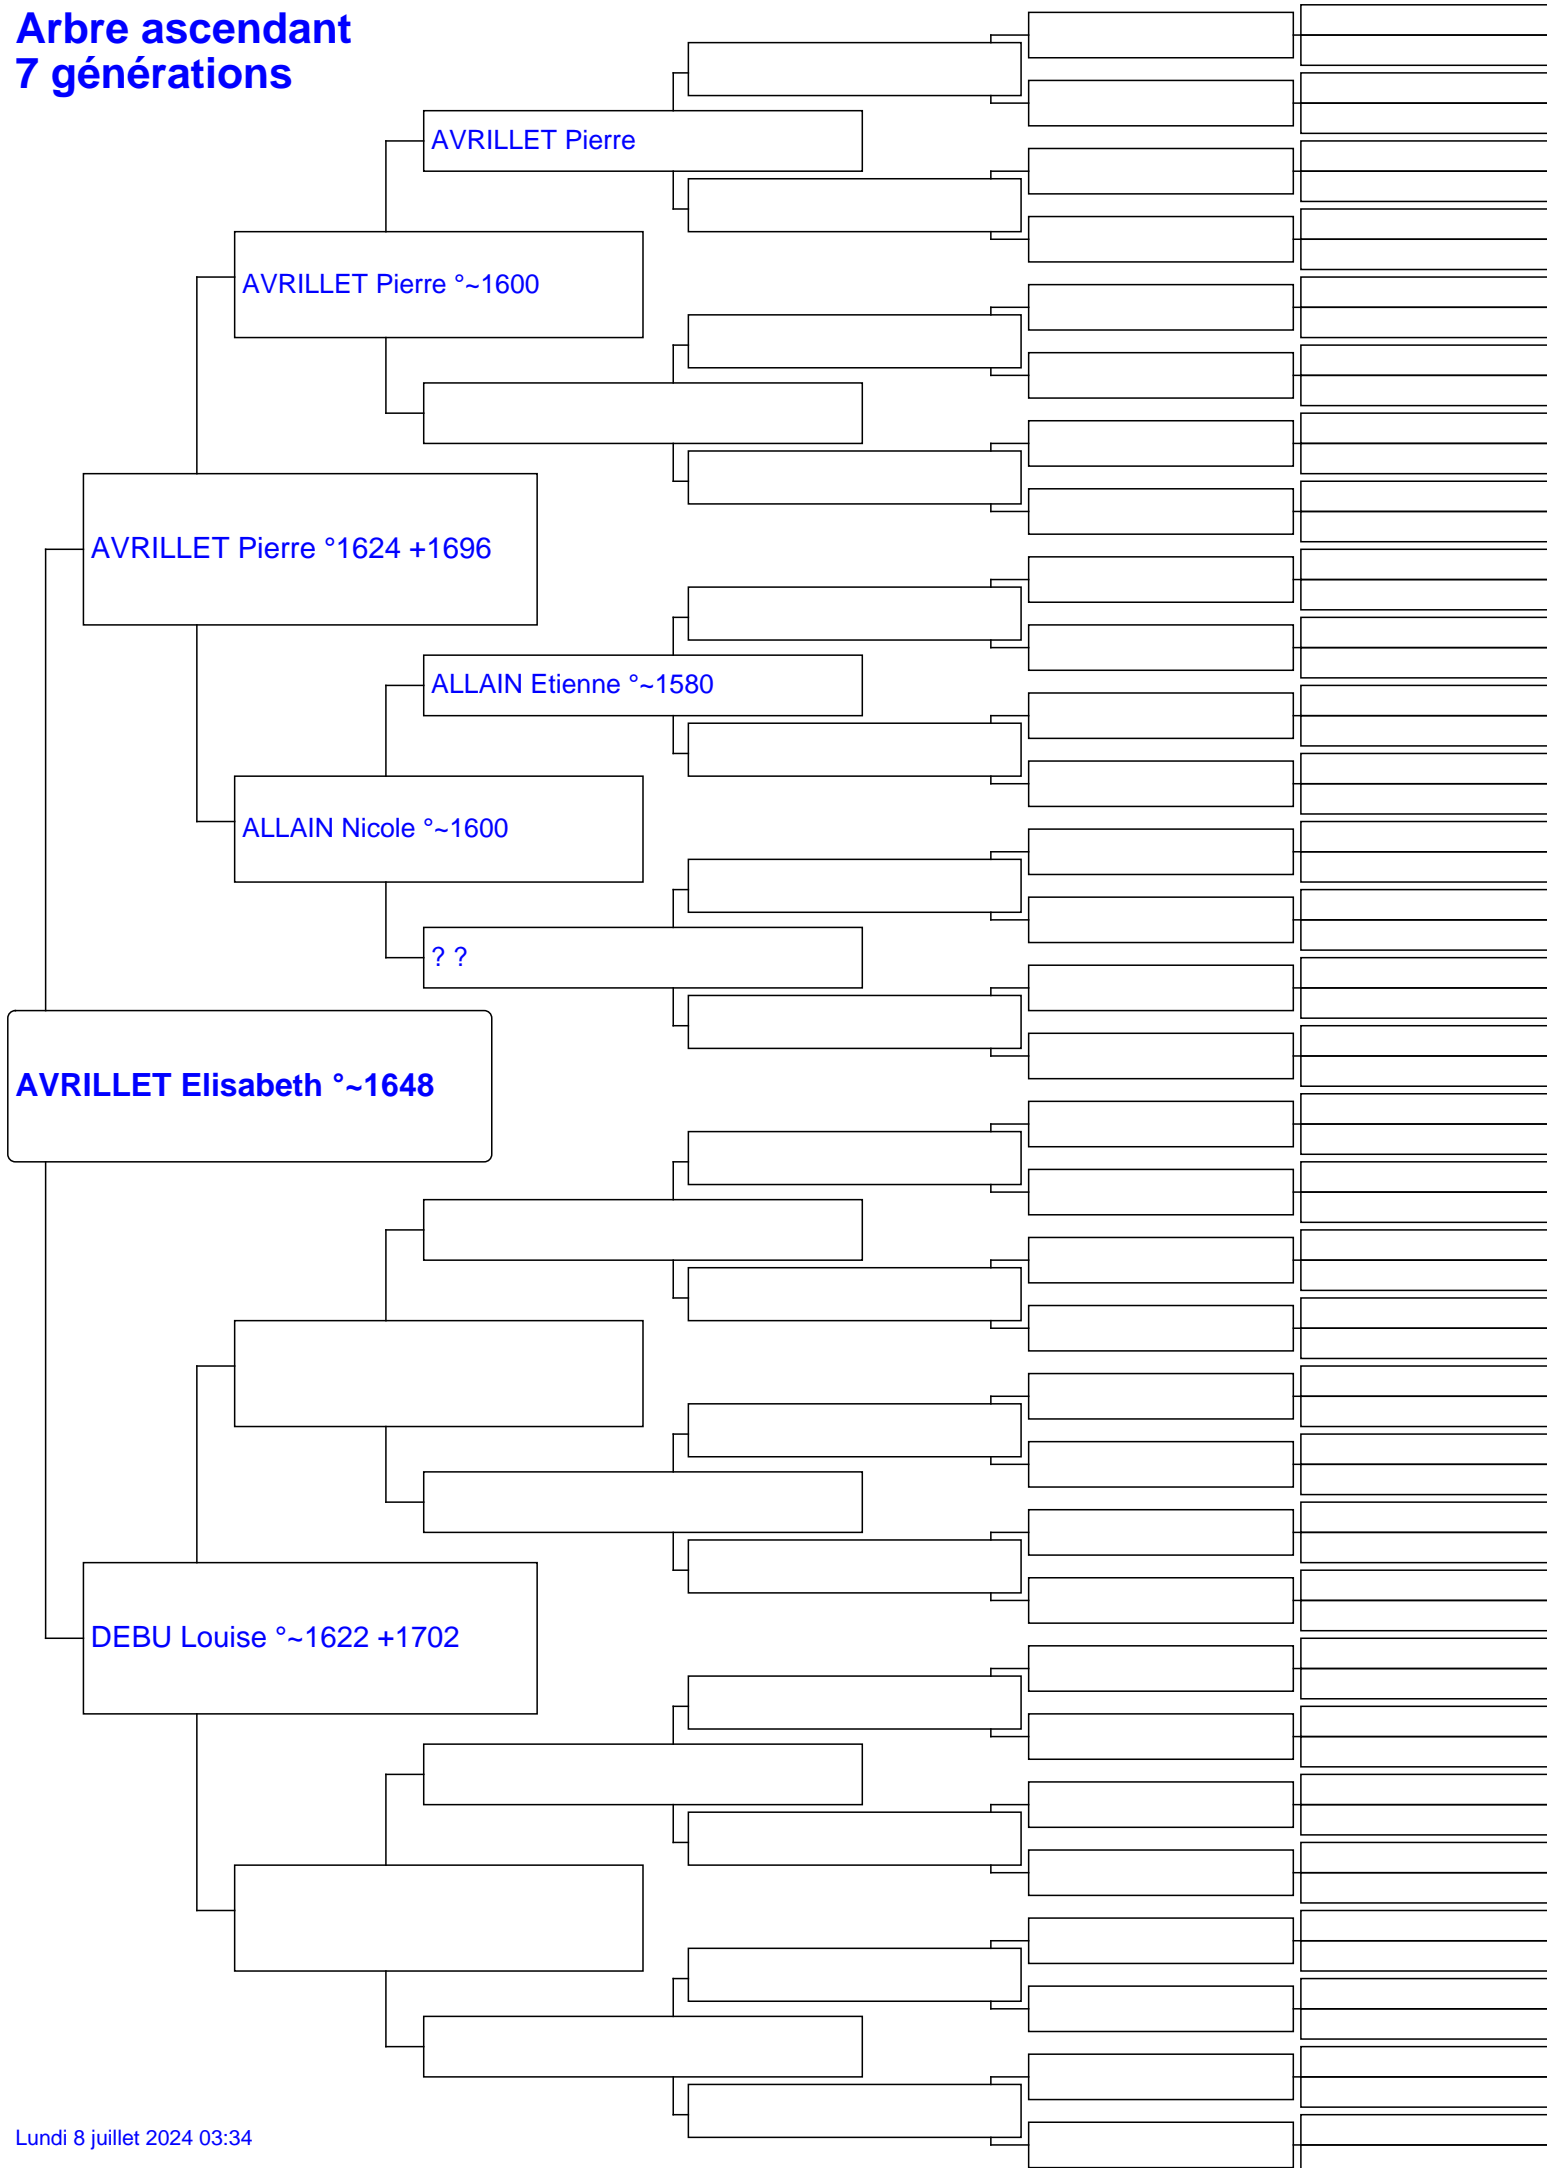 Arbre ascendant
7 générations
AVRILLET Pierre
AVRILLET Pierre °~1600
AVRILLET Pierre °1624 +1696
ALLAIN Etienne °~1580
ALLAIN Nicole °~1600
? ?
AVRILLET Elisabeth °~1648
DEBU Louise °~1622 +1702
Lundi 8 juillet 2024 03:34